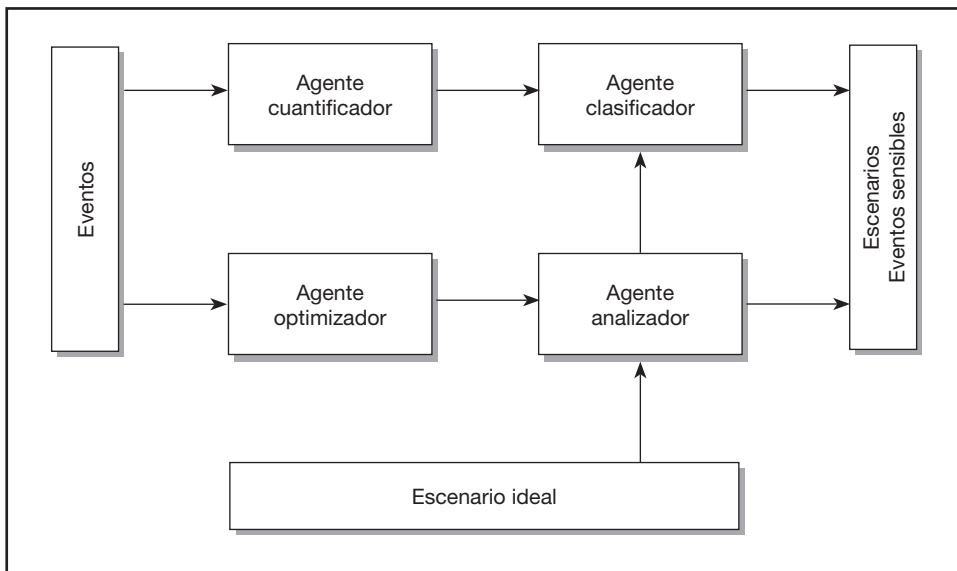 Eventos
Agente
cuantificador
Agente
clasificador
Escenarios
Eventos sensibles
Agente
optimizador
Agente
analizador
Escenario ideal